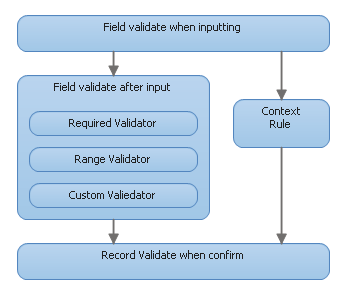 Field validate when inputting
Field validate after input
Required Validator
Range Validator
Custom Valiedator
Context
Rule
Record Validate when confirm